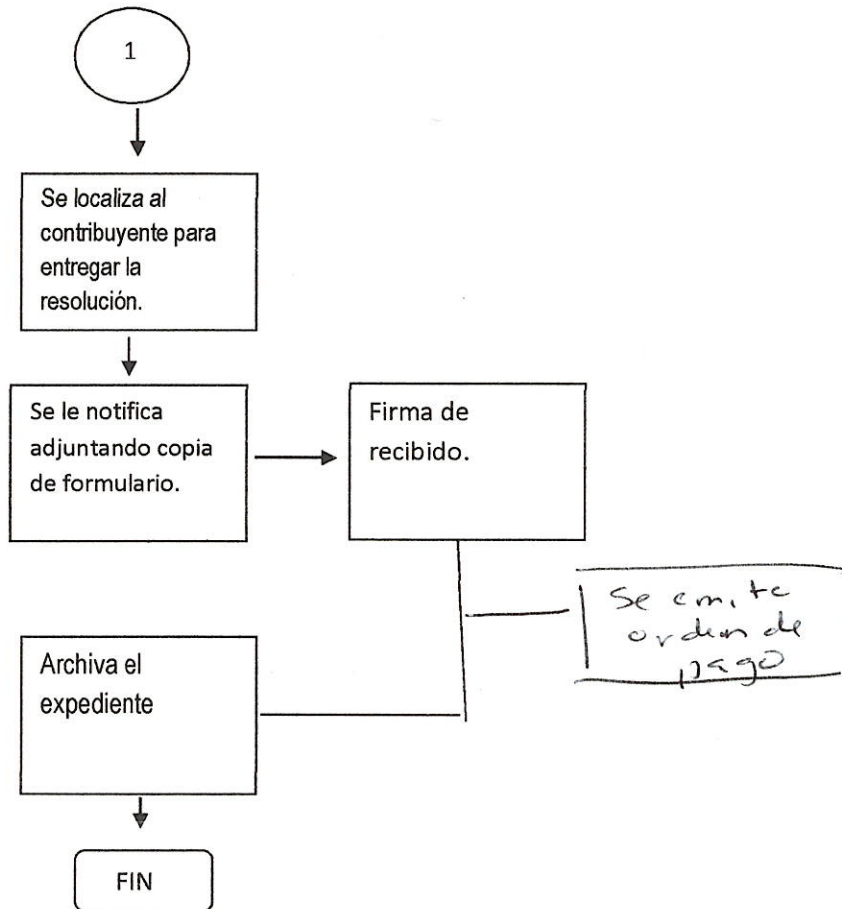 1
Se localiza al
contribuyente para
entregar la
resolución.
Se le notifica
adjuntando copia
de formulario.
Firma de
recibido.
Se emite
orden de
pago
Archiva el
expediente
FIN